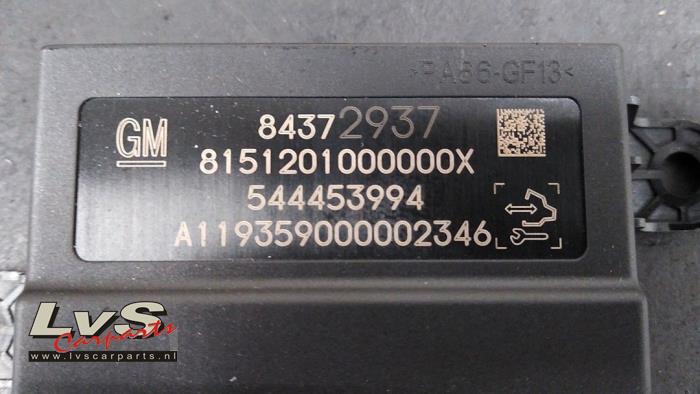 >PA66-GF13<
GM
84372937
8151201000000X
544453994
A119359000002346
LvS
Carparts
www.lvscarparts.nl